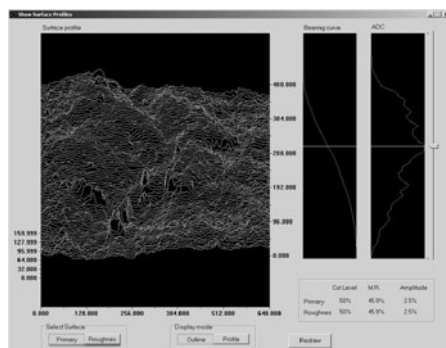 Show Surface Profiles
Surface profile
Bearing curve
ADC
480.000
384.000
288.000
192.000
96.000
0.000
159.999
127.999
95.999
64.000
32.000
0.000
0.000 128.000 256.000 384.000 512.000 640.000
Cut Level M.R. Amplitude
Primary 50% 45.9% 2.5%
Roughnes 50% 45.9% 2.5%
Select Surface
Primary Roughnes
Display mode
Outline Profile
Redraw